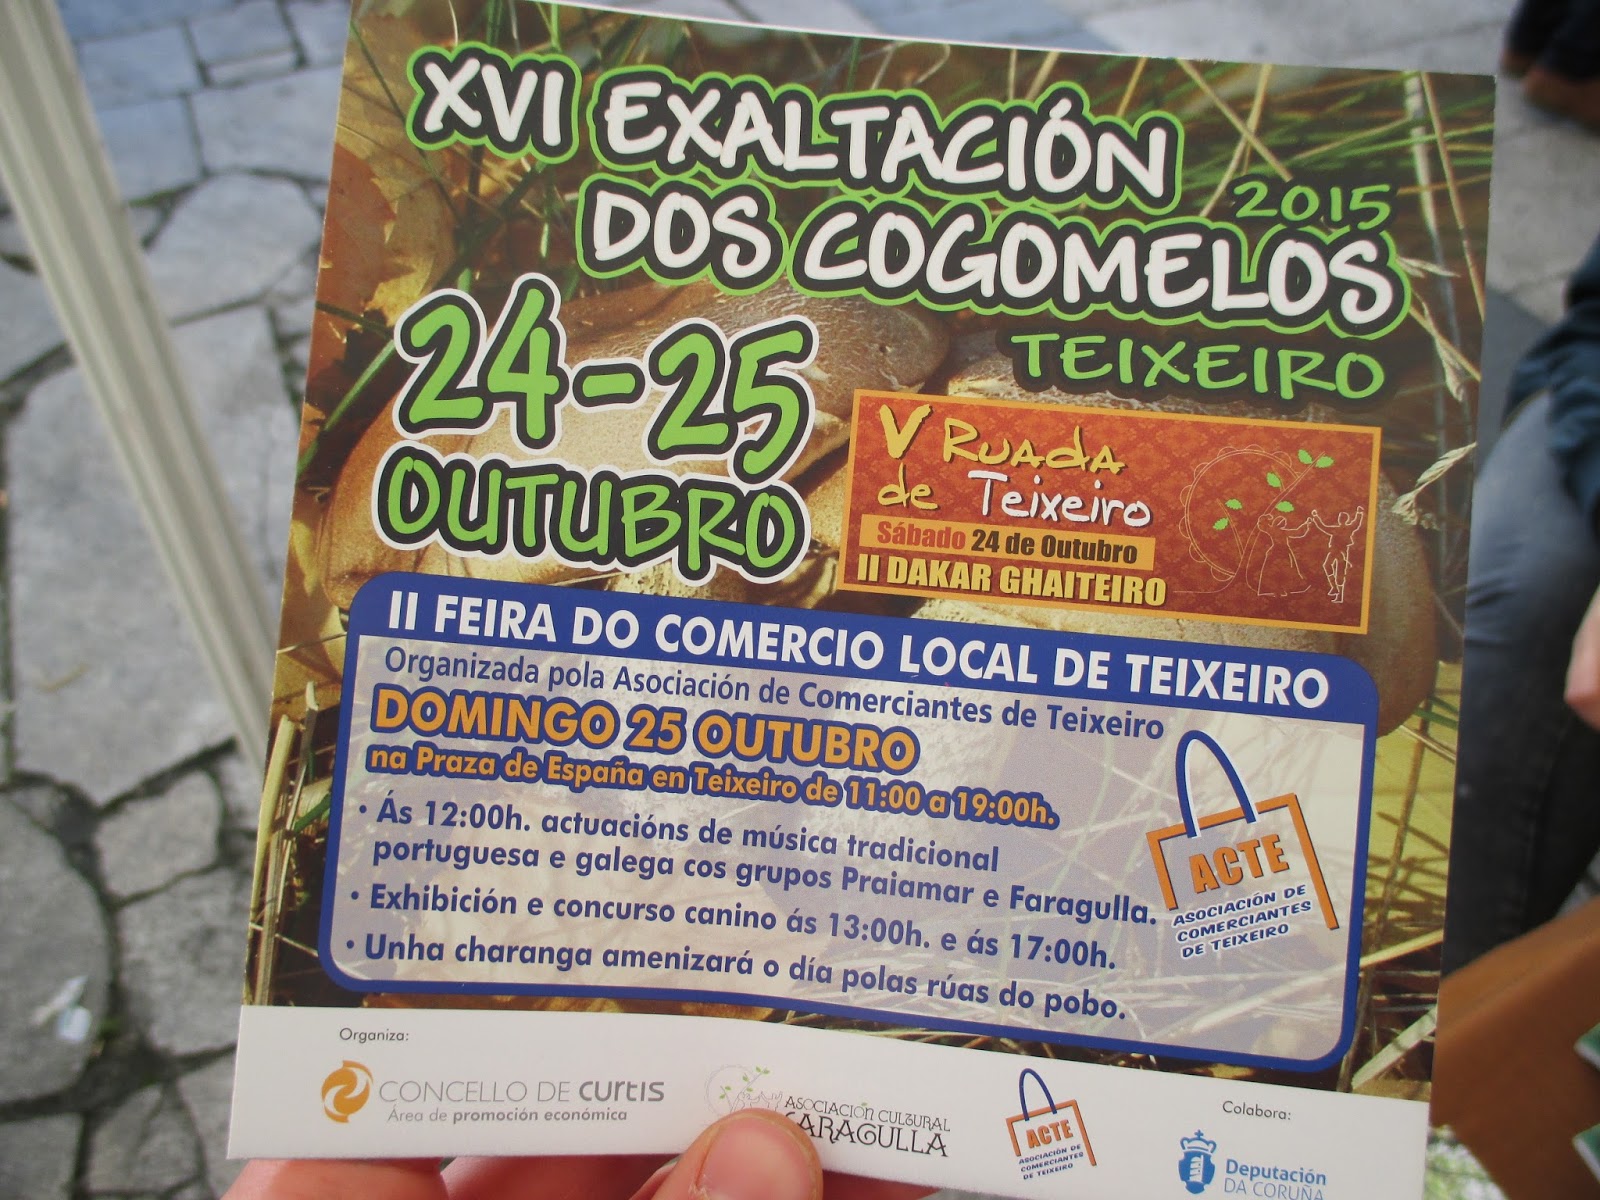 XVI EXALTACIÓN
DOS COGOMELOS
2015
TEIXEIRO
24-25
OUTUBRO
V Ruada
de Teixeiro
Sábado 24 de Outubro
II DAKAR GHAITEIRO
II FEIRA DO COMERCIO LOCAL DE TEIXEIRO
Organizada pola Asociación de Comerciantes de Teixeiro
DOMINGO 25 OUTUBRO
na Praza de España en Teixeiro de 11:00 a 19:00h.
• Ás 12:00h. actuacións de música tradicional
portuguesa e galega cos grupos Praiamar e Faragulla.
• Exhibición e concurso canino ás 13:00h. e ás 17:00h.
• Unha charanga amenizará o día polas rúas do pobo.
ACTE
ASOCIACIÓN DE
COMERCIANTES
DE TEIXEIRO
Organiza:
CONCELLO DE CURTIS
Área de promoción económica
ASOCIACIÓN CULTURAL
FARAGULLA
ACTE
ASOCIACIÓN DE
COMERCIANTES
DE TEIXEIRO
Colabora:
Deputación
DA CORUÑA